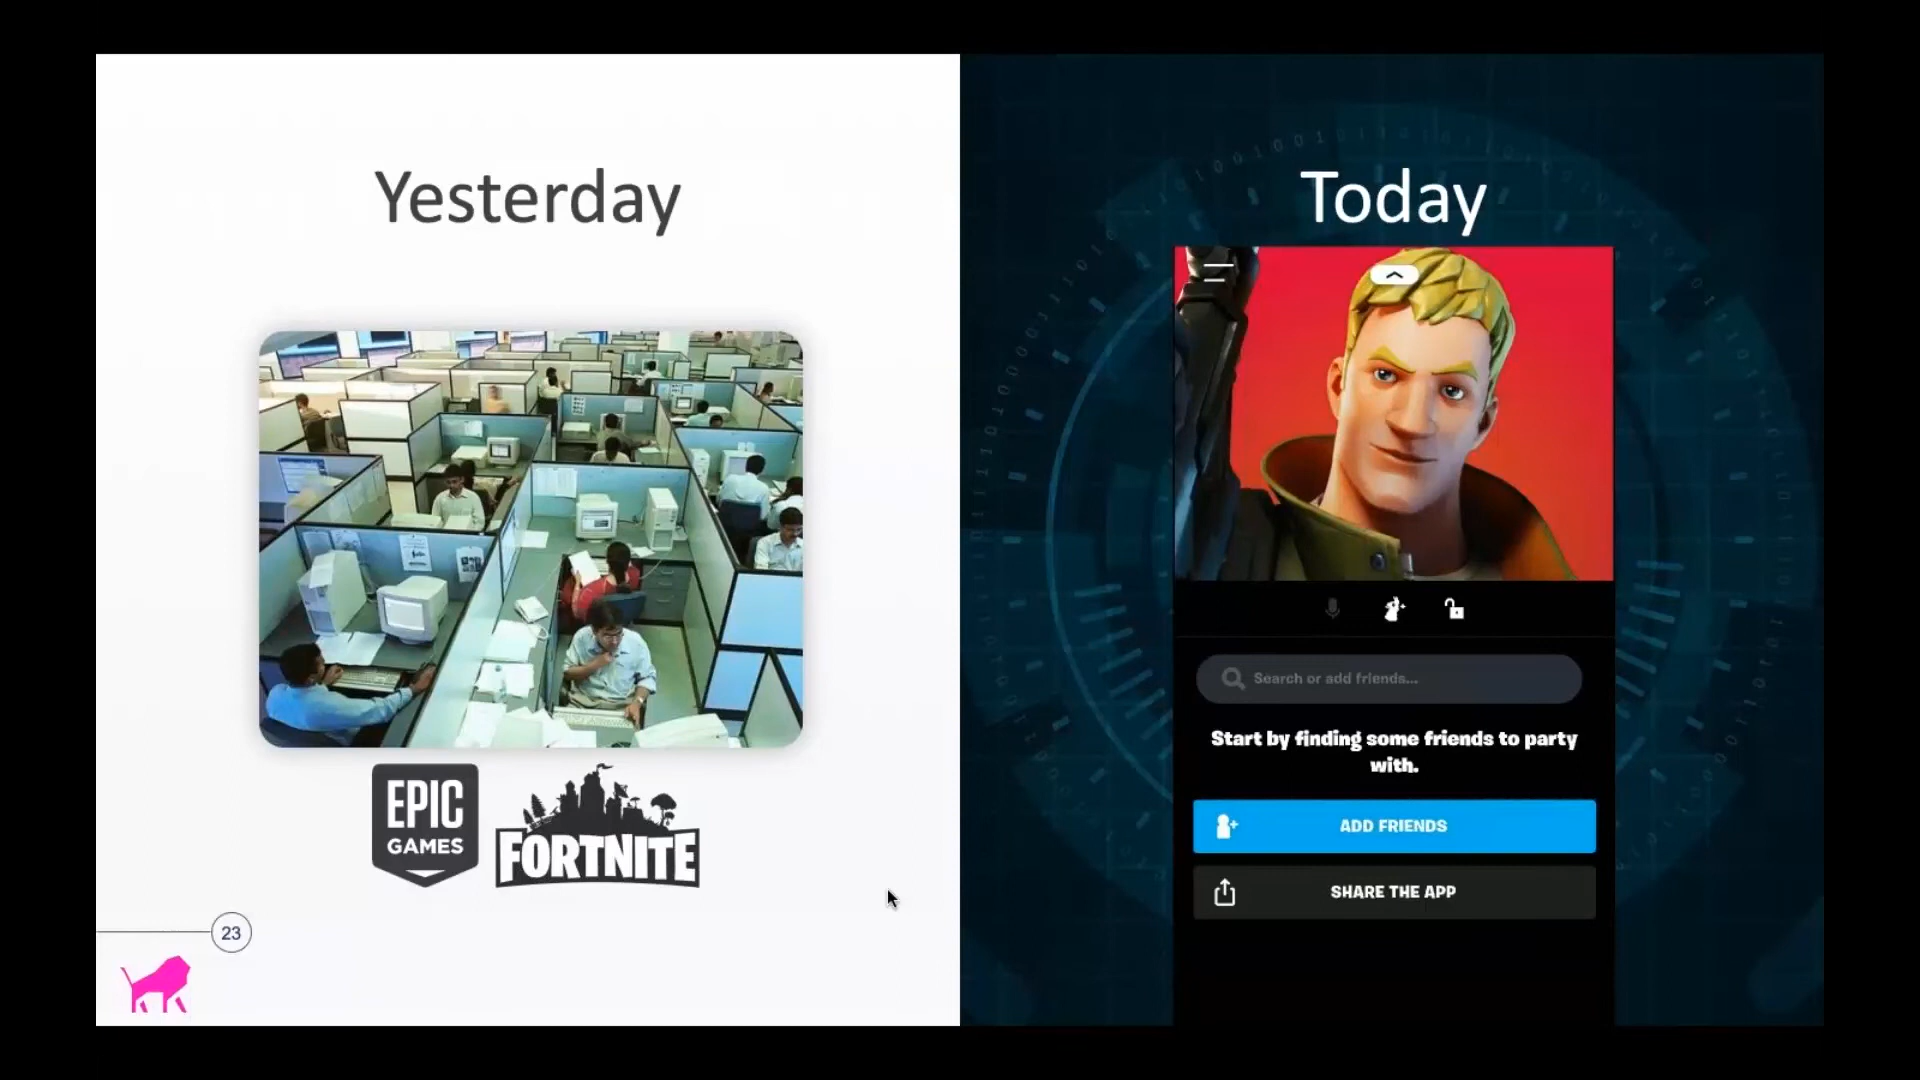 Yesterday
EPIC
GAMES
FORTNITE
23
Today
Search or add friends...
Start by finding some friends to party
with.
ADD FRIENDS
SHARE THE APP